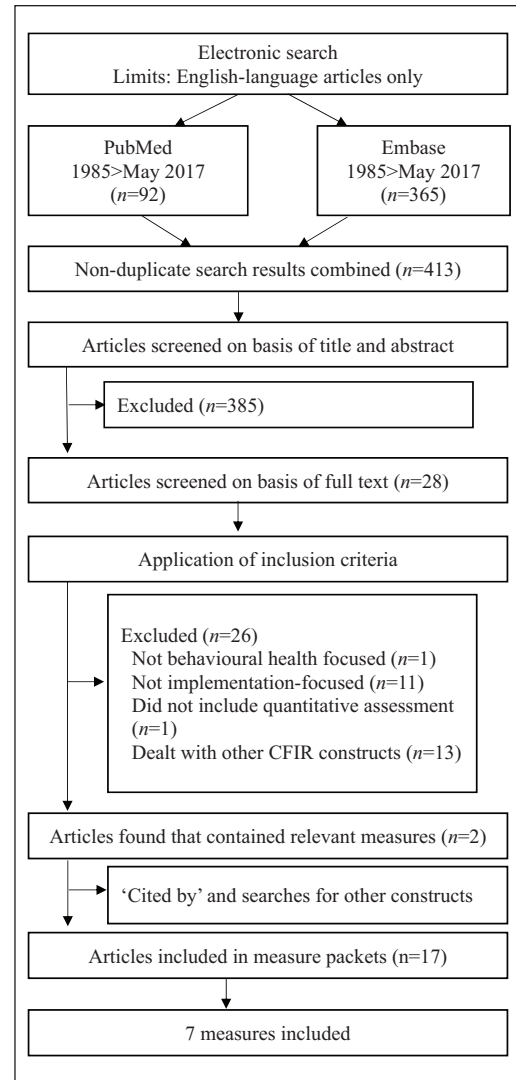 Electronic search
Limits: English-language articles only
PubMed
1985>May 2017
(n=92)
Embase
1985>May 2017
(n=365)
Non-duplicate search results combined (n=413)
Articles screened on basis of title and abstract
Excluded (n=385)
Articles screened on basis of full text (n=28)
Application of inclusion criteria
Excluded (n=26)
Not behavioural health focused (n=1)
Not implementation-focused (n=11)
Did not include quantitative assessment
(n=1)
Dealt with other CFIR constructs (n=13)
Articles found that contained relevant measures (n=2)
‘Cited by’ and searches for other constructs
Articles included in measure packets (n=17)
7 measures included